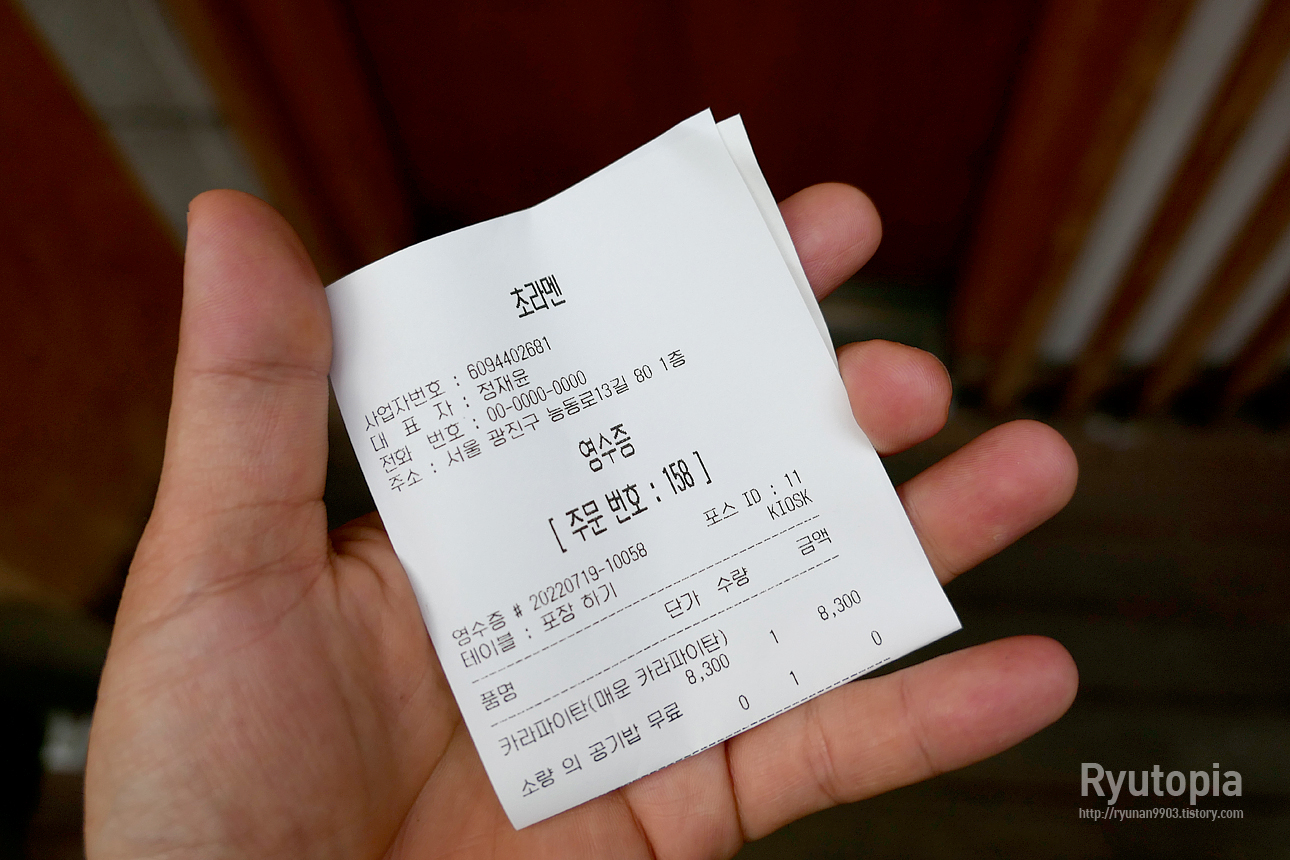 초라멘
사업자번호 : 6094402681
대 표 자 : 정재윤
전화 번호 : 00-0000-0000
주소 : 서울 광진구 능동로13길 80 1층
영수증
[ 주문 번호 : 158 ]
영수증 # 20220719-10058 포스 ID : 11
테이블 : 포장 하기 KIOSK
품명 단가 수량 금액
카라파이탄(매운 카라파이탄)
8,300 1 8,300
소량 의 공기밥 무료 0 1 0
Ryutopia
http://ryunan9903.tistory.com